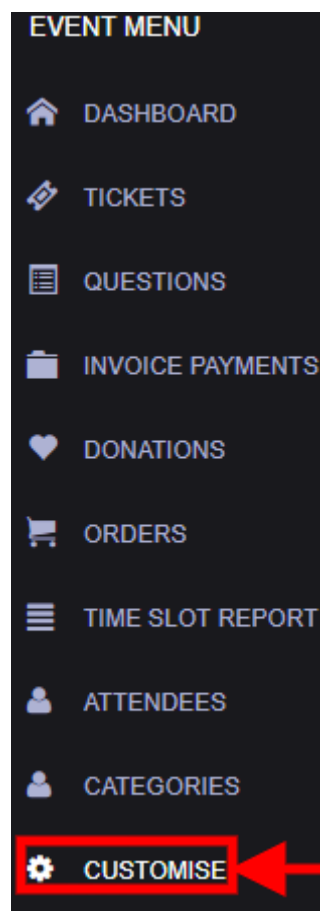 EVENT MENU
DASHBOARD
TICKETS
QUESTIONS
INVOICE PAYMENTS
DONATIONS
ORDERS
TIME SLOT REPORT
ATTENDEES
CATEGORIES
CUSTOMISE